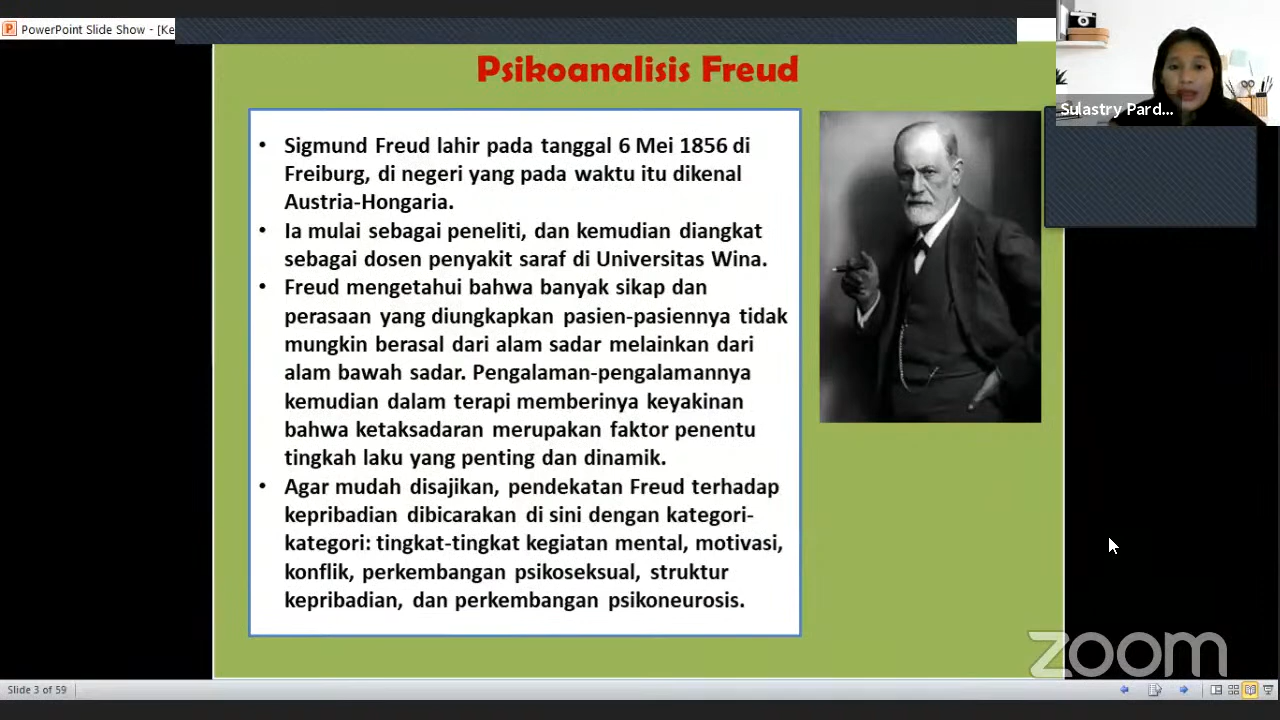 PowerPoint Slide Show - [Ke
Psikoanalisis Freud
Sulastry Pard...
• Sigmund Freud lahir pada tanggal 6 Mei 1856 di
Freiburg, di negeri yang pada waktu itu dikenal
Austria-Hongaria.
• Ia mulai sebagai peneliti, dan kemudian diangkat
sebagai dosen penyakit saraf di Universitas Wina.
• Freud mengetahui bahwa banyak sikap dan
perasaan yang diungkapkan pasien-pasiennya tidak
mungkin berasal dari alam sadar melainkan dari
alam bawah sadar. Pengalaman-pengalamannya
kemudian dalam terapi memberinya keyakinan
bahwa ketaksadaran merupakan faktor penentu
tingkah laku yang penting dan dinamik.
• Agar mudah disajikan, pendekatan Freud terhadap
kepribadian dibicarakan di sini dengan kategori-
kategori: tingkat-tingkat kegiatan mental, motivasi,
konflik, perkembangan psikoseksual, struktur
kepribadian, dan perkembangan psikoneurosis.
zoom
Slide 3 of 59